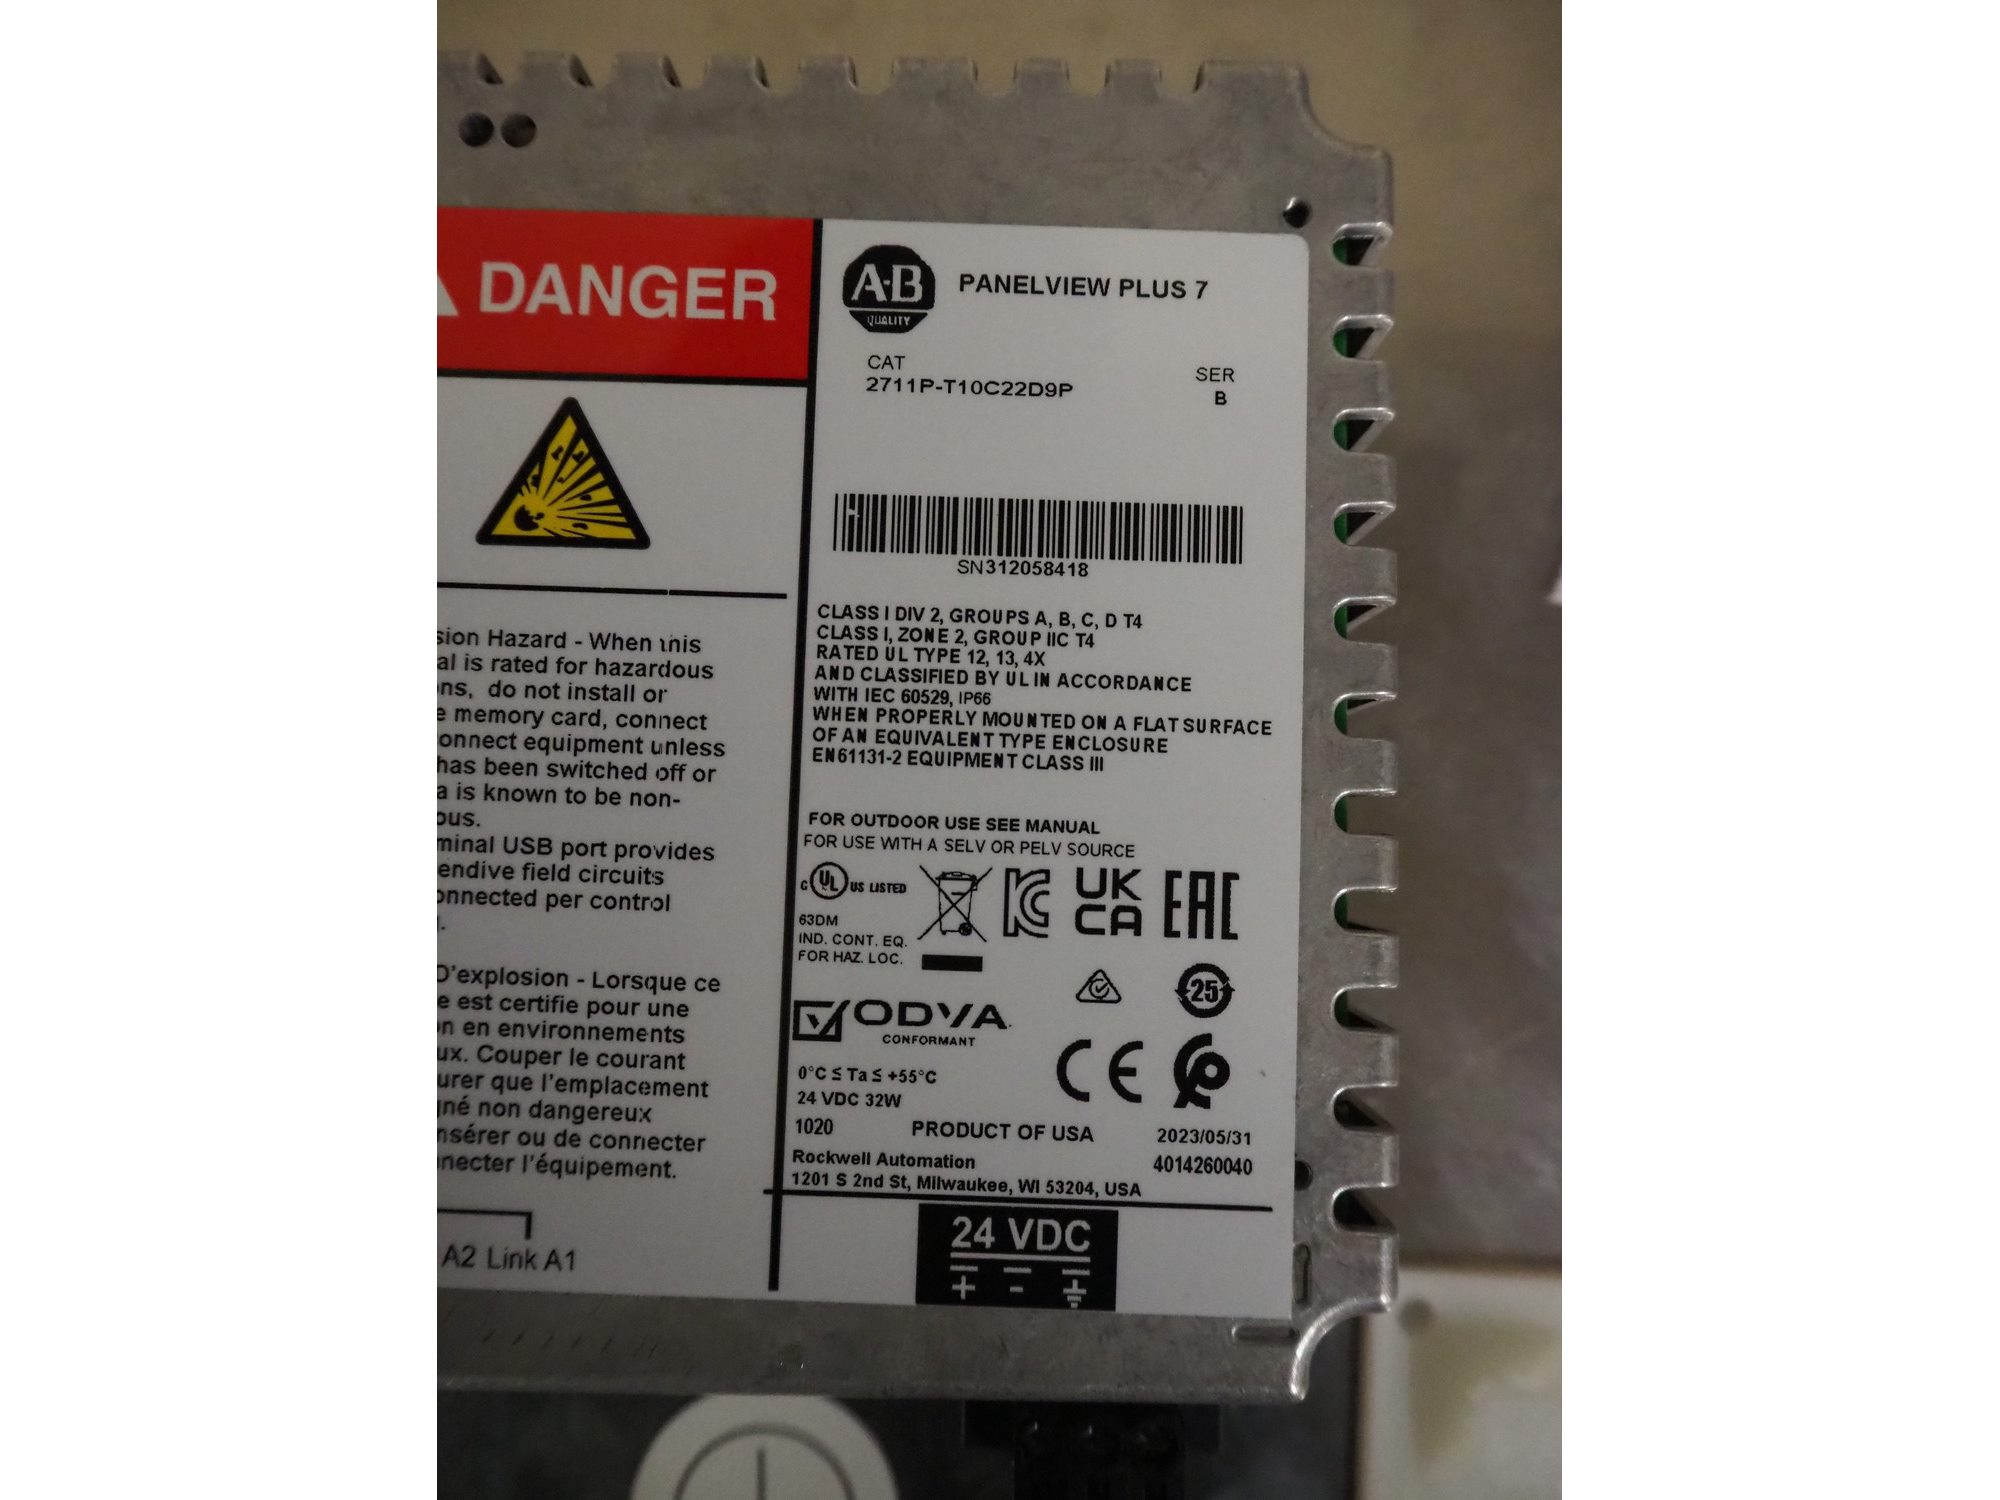 DANGER
sion Hazard - When this
al is rated for hazardous
ns, do not install or
e memory card, connect
onnect equipment unless
has been switched off or
a is known to be non-
ous.
minal USB port provides
endive field circuits
onnected per control
D'explosion - Lorsque ce
e est certifie pour une
on en environnements
ux. Couper le courant
urer que l'emplacement
gné non dangereux
nsérer ou de connecter
nnecter l'équipement.
A2 Link A1
A-B
QUALITY
PANELVIEW PLUS 7
CAT
2711P-T10C22D9P
SER
B
SN312058418
CLASS I DIV 2, GROUPS A, B, C, D T4
CLASS I, ZONE 2, GROUP IIC T4
RATED UL TYPE 12, 13, 4X
AND CLASSIFIED BY UL IN ACCORDANCE
WITH IEC 60529, IP66
WHEN PROPERLY MOUNTED ON A FLAT SURFACE
OF AN EQUIVALENT TYPE ENCLOSURE
EN61131-2 EQUIPMENT CLASS III
FOR OUTDOOR USE SEE MANUAL
FOR USE WITH A SELV OR PELV SOURCE
C UL US LISTED
63DM
IND. CONT. EQ.
FOR HAZ. LOC.
UK
CA
EAC
25
ODVA
CONFORMANT
CE
0°C ≤ Ta ≤ +55°C
24 VDC 32W
1020 PRODUCT OF USA 2023/05/31
Rockwell Automation 4014260040
1201 S 2nd St, Milwaukee, WI 53204, USA
24 VDC
+ -